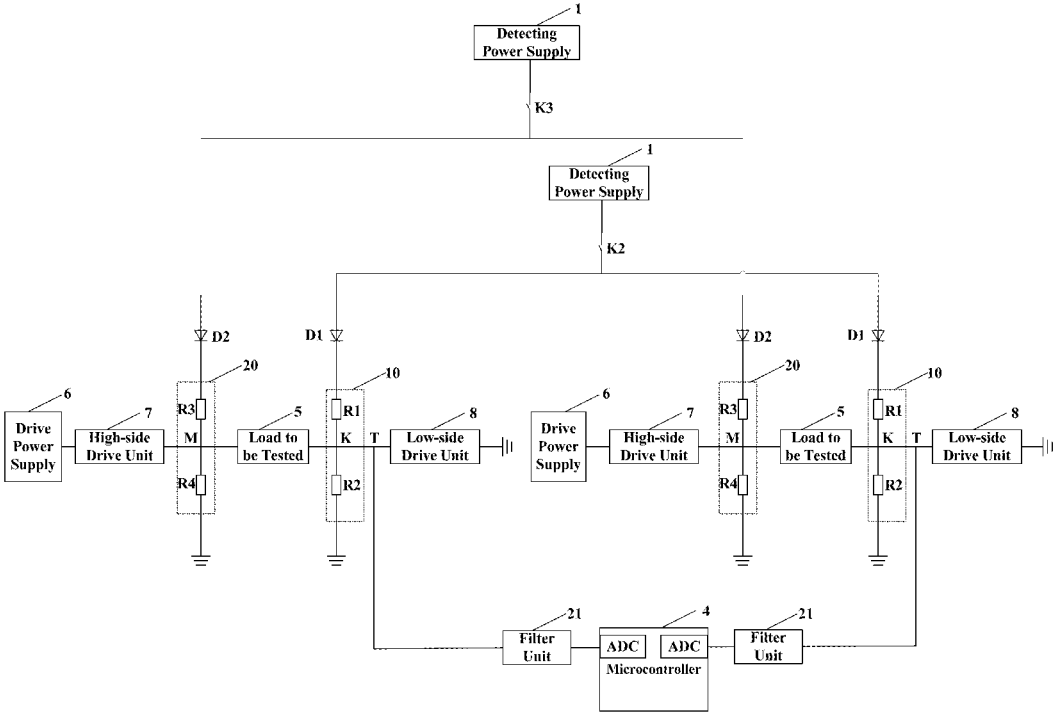 1
Detecting
Power Supply
K3
1
Detecting
Power Supply
K2
D2
D1
D2
D1
20
10
20
10
6
7
5
8
6
7
5
8
R3
R1
R3
R1
Drive
Power
Supply
High-side
Drive Unit
M
Load to
be Tested
K
T
Low-side
Drive Unit
Drive
Power
Supply
High-side
Drive Unit
M
Load to
be Tested
K
T
Low-side
Drive Unit
R4
R2
R4
R2
21
4
21
Filter
Unit
ADC
ADC
Microcontroller
Filter
Unit